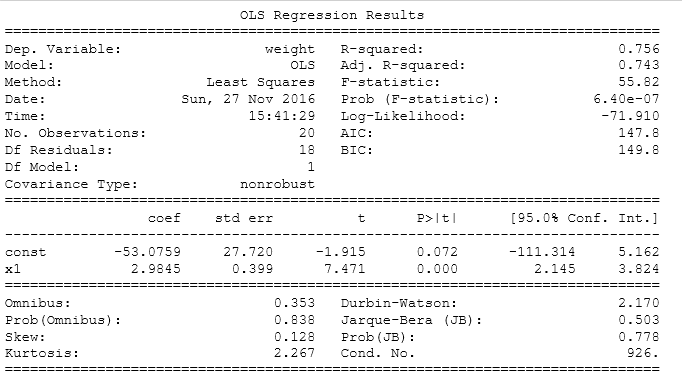 OLS Regression Results
==============================================================================
Dep. Variable:                 weight   R-squared:                       0.756
Model:                            OLS   Adj. R-squared:                  0.743
Method:                 Least Squares   F-statistic:                     55.82
Date:                Sun, 27 Nov 2016   Prob (F-statistic):           6.40e-07
Time:                        15:41:29   Log-Likelihood:                -71.910
No. Observations:                  20   AIC:                             147.8
Df Residuals:                      18   BIC:                             149.8
Df Model:                           1
Covariance Type:            nonrobust
==============================================================================
coef    std err          t      P>|t|      [95.0% Conf. Int.]
------------------------------------------------------------------------------
const        -53.0759     27.720     -1.915      0.072      -111.314     5.162
x1             2.9845      0.399      7.471      0.000         2.145     3.824
==============================================================================
Omnibus:                        0.353   Durbin-Watson:                   2.170
Prob(Omnibus):                  0.838   Jarque-Bera (JB):                0.503
Skew:                           0.128   Prob(JB):                        0.778
Kurtosis:                       2.267   Cond. No.                         926.
==============================================================================